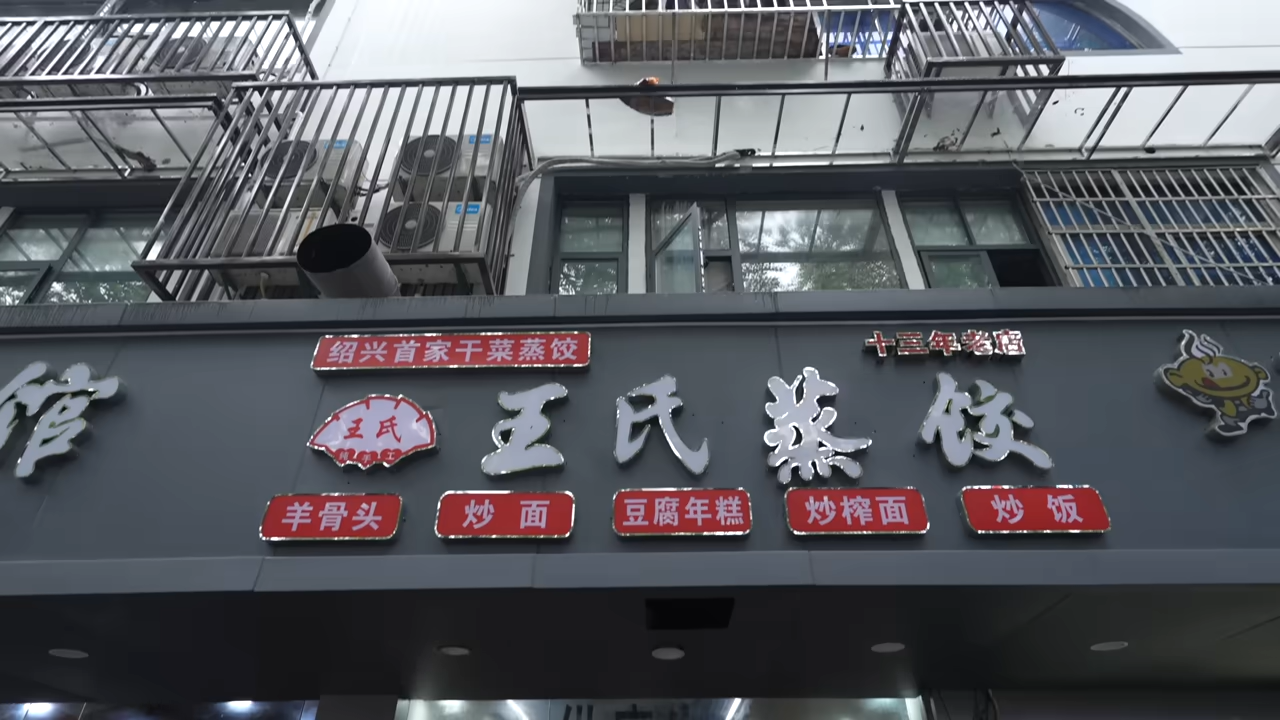 绍兴首家干菜蒸饺
十三年老店
馆
王氏
王氏蒸饺
羊骨头
炒面
豆腐年糕
炒榨面
炒饭